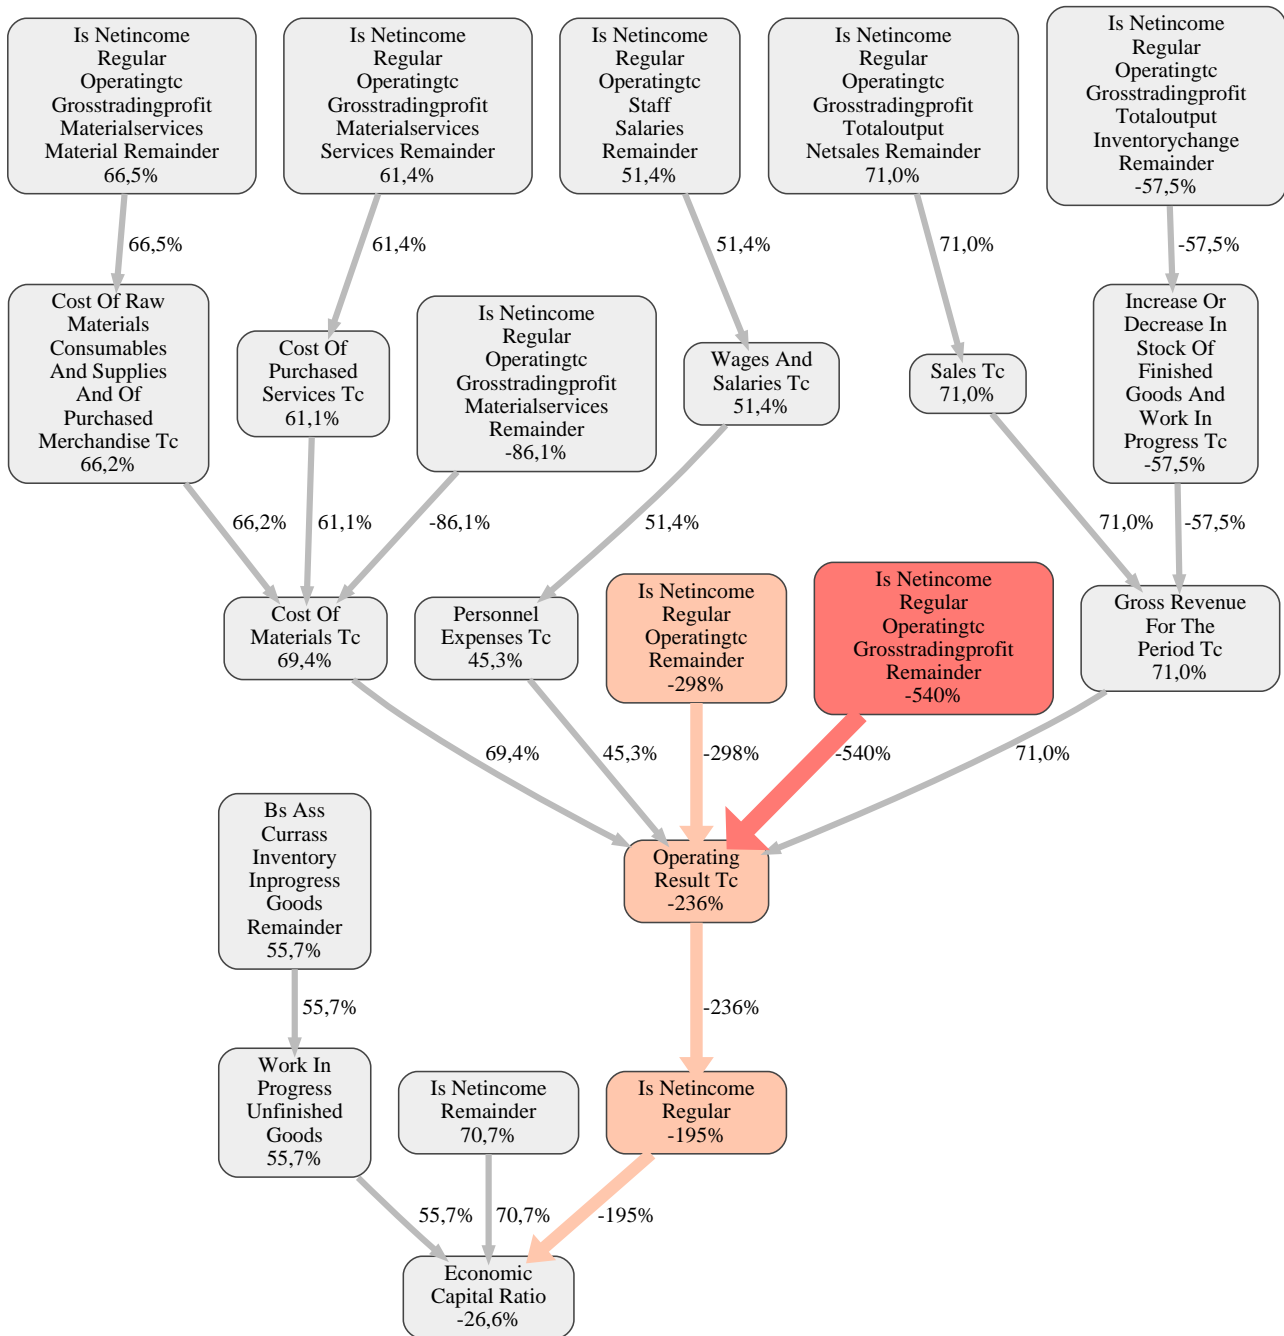 Is Netincome
Regular
Operatingtc
Grosstradingprofit
Materialservices
Material Remainder
66,5%
Is Netincome
Regular
Operatingtc
Grosstradingprofit
Materialservices
Services Remainder
61,4%
Is Netincome
Regular
Operatingtc
Staff
Salaries
Remainder
51,4%
Is Netincome
Regular
Operatingtc
Grosstradingprofit
Totaloutput
Netsales Remainder
71,0%
Is Netincome
Regular
Operatingtc
Grosstradingprofit
Totaloutput
Inventorychange
Remainder
-57,5%
66,5%
61,4%
51,4%
71,0%
-57,5%
Cost Of Raw
Materials
Consumables
And Supplies
And Of
Purchased
Merchandise Tc
66,2%
Cost Of
Purchased
Services Tc
61,1%
Is Netincome
Regular
Operatingtc
Grosstradingprofit
Materialservices
Remainder
-86,1%
Wages And
Salaries Tc
51,4%
Sales Tc
71,0%
Increase Or
Decrease In
Stock Of
Finished
Goods And
Work In
Progress Tc
-57,5%
66,2%
61,1%
-86,1%
51,4%
71,0%
-57,5%
Cost Of
Materials Tc
69,4%
Personnel
Expenses Tc
45,3%
Is Netincome
Regular
Operatingtc
Remainder
-298%
Is Netincome
Regular
Operatingtc
Grosstradingprofit
Remainder
-540%
Gross Revenue
For The
Period Tc
71,0%
69,4%
45,3%
-298%
-540%
71,0%
Bs Ass
Currass
Inventory
Inprogress
Goods
Remainder
55,7%
Operating
Result Tc
-236%
55,7%
-236%
Work In
Progress
Unfinished
Goods
55,7%
Is Netincome
Remainder
70,7%
Is Netincome
Regular
-195%
55,7%
70,7%
-195%
Economic
Capital Ratio
-26,6%